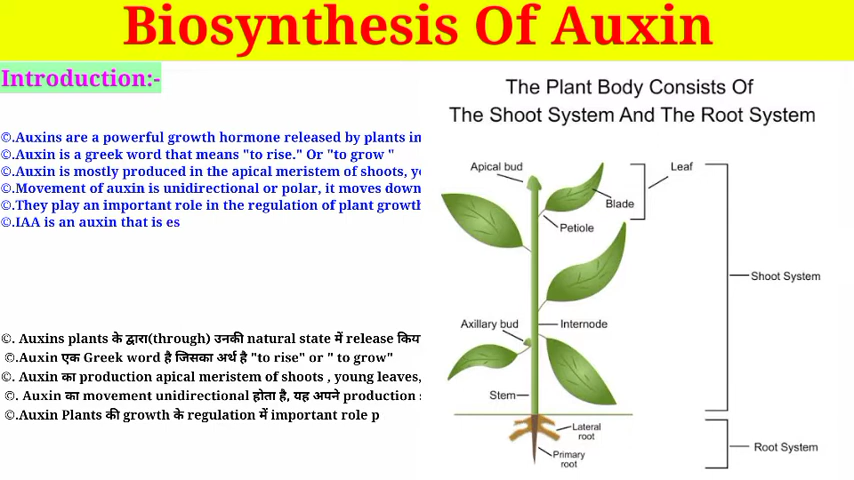 Biosynthesis Of Auxin
Introduction:-
©.Auxins are a powerful growth hormone released by plants in
©.Auxin is a greek word that means "to rise." Or "to grow "
©.Auxin is mostly produced in the apical meristem of shoots,
©.Movement of auxin is unidirectional or polar, it moves down
©.They play an important role in the regulation of plant growth
©.IAA is an auxin that is es
©. Auxins plants के द्वारा(through) उनकी natural state में release
©.Auxin एक Greek word है जिसका अर्थ है "to rise" or " to grow"
©. Auxin का production apical meristem of shoots , young leaves,
©. Auxin का movement unidirectional होता है, यह अपने production
©.Auxin Plants की growth के regulation में important role p
The Plant Body Consists Of
The Shoot System And The Root System
Apical bud
Leaf
Blade
Petiole
Shoot System
Axillary bud
Internode
Stem
Lateral
root
Root System
Primary
root